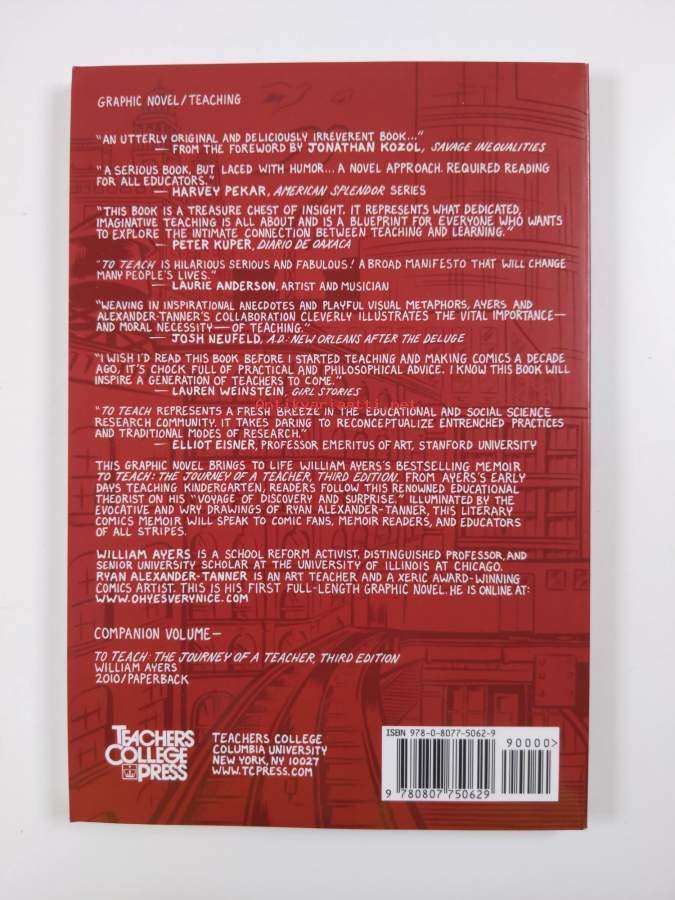 GRAPHIC NOVEL/TEACHING
"AN UTTERLY ORIGINAL AND DELICIOUSLY IRREVERENT BOOK..."
— FROM THE FOREWORD BY JONATHAN KOZOL, SAVAGE INEQUALITIES
"A SERIOUS BOOK, BUT LACED WITH HUMOR... A NOVEL APPROACH. REQUIRED READING
FOR ALL EDUCATORS."
— HARVEY PEKAR, AMERICAN SPLENDOR SERIES
"THIS BOOK IS A TREASURE CHEST OF INSIGHT. IT REPRESENTS WHAT DEDICATED,
IMAGINATIVE TEACHING IS ALL ABOUT AND IS A BLUEPRINT FOR EVERYONE WHO WANTS
TO EXPLORE THE INTIMATE CONNECTION BETWEEN TEACHING AND LEARNING."
— PETER KUPER, DIARIO DE OAXACA
"TO TEACH IS HILARIOUS SERIOUS AND FABULOUS! A BROAD MANIFESTO THAT WILL CHANGE
MANY PEOPLE'S LIVES."
— LAURIE ANDERSON, ARTIST AND MUSICIAN
"WEAVING IN INSPIRATIONAL ANECDOTES AND PLAYFUL VISUAL METAPHORS, AYERS AND
ALEXANDER-TANNER'S COLLABORATION CLEVERLY ILLUSTRATES THE VITAL IMPORTANCE—
AND MORAL NECESSITY—OF TEACHING."
— JOSH NEUFELD, A.D.: NEW ORLEANS AFTER THE DELUGE
"I WISH I'D READ THIS BOOK BEFORE I STARTED TEACHING AND MAKING COMICS A DECADE
AGO, IT'S CHOCK FULL OF PRACTICAL AND PHILOSOPHICAL ADVICE. I KNOW THIS BOOK WILL
INSPIRE A GENERATION OF TEACHERS TO COME."
— LAUREN WEINSTEIN, GIRL STORIES
Optikvariaatti.net
"TO TEACH REPRESENTS A FRESH BREEZE IN THE EDUCATIONAL AND SOCIAL SCIENCE
RESEARCH COMMUNITY. IT TAKES DARING TO RECONCEPTUALIZE ENTRENCHED PRACTICES
AND TRADITIONAL MODES OF RESEARCH."
— ELLIOT EISNER, PROFESSOR EMERITUS OF ART, STANFORD UNIVERSITY
THIS GRAPHIC NOVEL BRINGS TO LIFE WILLIAM AYERS'S BESTSELLING MEMOIR
TO TEACH: THE JOURNEY OF A TEACHER, THIRD EDITION. FROM AYERS'S EARLY
DAYS TEACHING KINDERGARTEN, READERS FOLLOW THIS RENOWNED EDUCATIONAL
THEORIST ON HIS "VOYAGE OF DISCOVERY AND SURPRISE." ILLUMINATED BY THE
EVOCATIVE AND WRY DRAWINGS OF RYAN ALEXANDER-TANNER, THIS LITERARY
COMICS MEMOIR WILL SPEAK TO COMIC FANS, MEMOIR READERS, AND EDUCATORS
OF ALL STRIPES.
WILLIAM AYERS IS A SCHOOL REFORM ACTIVIST, DISTINGUISHED PROFESSOR, AND
SENIOR UNIVERSITY SCHOLAR AT THE UNIVERSITY OF ILLINOIS AT CHICAGO.
RYAN ALEXANDER-TANNER IS AN ART TEACHER AND A XERIC AWARD-WINNING
COMICS ARTIST. THIS IS HIS FIRST FULL-LENGTH GRAPHIC NOVEL. HE IS ONLINE AT:
WWW.OHYESVERYNICE.COM
COMPANION VOLUME—
TO TEACH: THE JOURNEY OF A TEACHER, THIRD EDITION
WILLIAM AYERS
2010/PAPERBACK
TEACHERS
COLLEGE
PRESS
TEACHERS COLLEGE
COLUMBIA UNIVERSITY
NEW YORK, NY 10027
WWW.TCPRESS.COM
ISBN 978-0-8077-5062-9
90000>
9 780807 750629